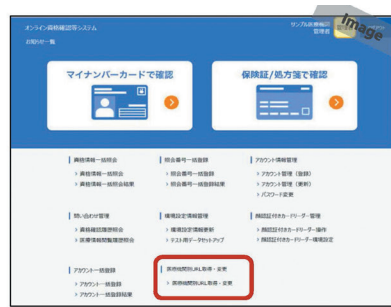 オンライン資格確認等システム
お知らせ一覧
サンプル医療機関
管理者
Image
マイナンバーカードで確認
保険証/処方箋で確認
資格情報一括照会
> 資格情報一括照会
> 資格情報一括照会結果
照会番号一括登録
> 照会番号一括登録
> 照会番号一括登録結果
アカウント情報管理
> アカウント管理（登録）
> アカウント管理（更新）
> パスワード変更
問い合わせ管理
> 資格確認履歴照会
> 医療情報閲覧履歴照会
環境設定情報管理
> 環境設定情報更新
> テスト用データセットアップ
顔認証付きカードリーダー管理
> 顔認証付きカードリーダー操作
> 顔認証付きカードリーダー環境設定
アカウント一括登録
> アカウント一括登録
> アカウント一括登録結果
医療機関別URL取得・変更
> 医療機関別URL取得・変更